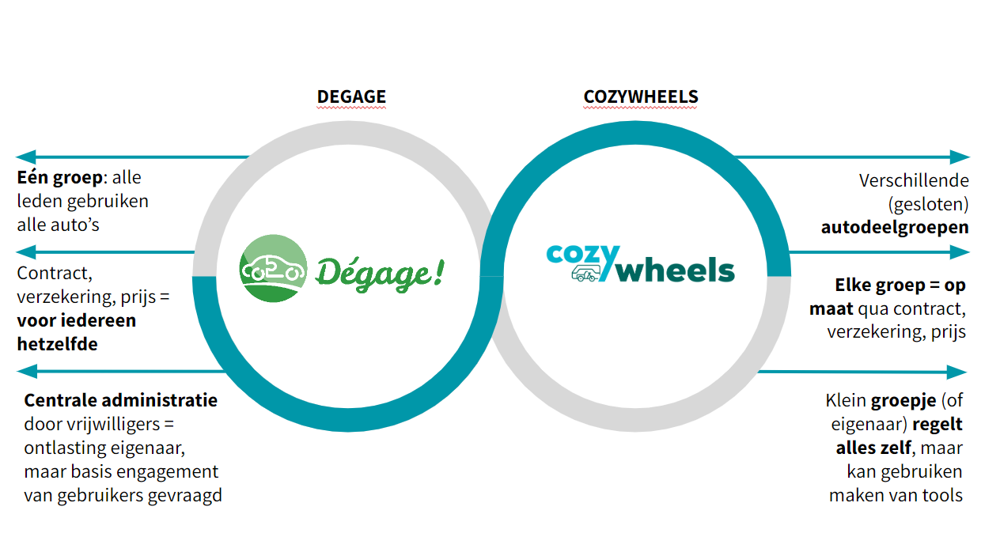 DEGAGE
Eén groep: alle
leden gebruiken
alle auto’s
Contract,
verzekering, prijs =
voor iedereen
hetzelfde
Centrale administratie
door vrijwilligers =
ontlasting eigenaar,
maar basis engagement
van gebruikers gevraagd
Dégage!
COZYWHEELS
cozy
wheels
Verschillende
(gesloten)
autodeelgroepen
Elke groep = op
maat qua contract,
verzekering, prijs
Klein groepje (of
eigenaar) regelt
alles zelf, maar
kan gebruiken
maken van tools